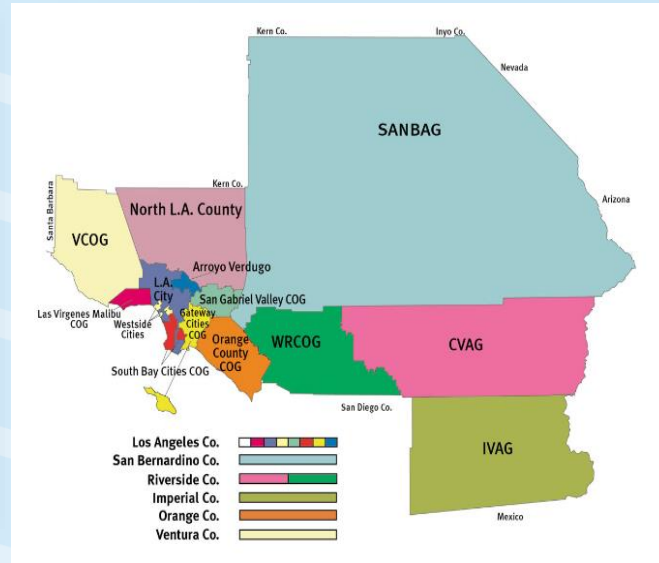 Kern Co.
Inyo Co.
Nevada
SANBAG
Kern Co.
Santa Barbara
North L.A. County
Arizona
VCOG
Arroyo Verdugo
L.A.
City
San Gabriel Valley COG
Las Virgenes Malibu
COG
Westside
Cities
Gateway
Cities
COG
Orange
County
COG
WRCOG
CVAG
South Bay Cities COG
San Diego Co.
IVAG
Mexico
Los Angeles Co.
San Bernardino Co.
Riverside Co.
Imperial Co.
Orange Co.
Ventura Co.